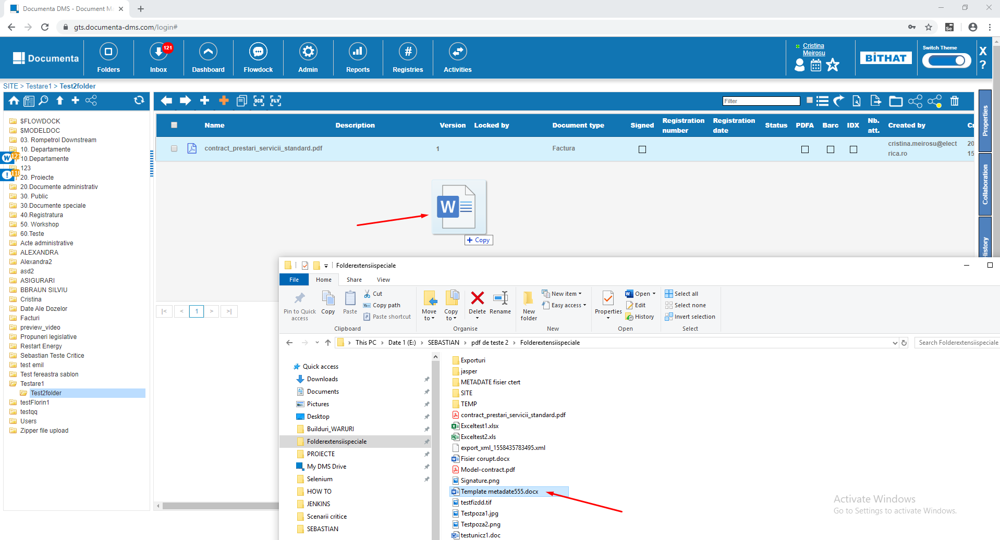 Documenta DMS - Document Ma
gts.documenta-dms.com/login#
Se
Documenta
Folders
Inbox
121
Dashboard
Flowdock
Admin
Reports
#
Registries
Activities
Cristina
Meirosu
BITHAT
Switch Theme
X
?
SITE > Testare1 > Test2folder
OCR
FLY
Filter
Name
Description
Version
Locked by
Document type
Signed
Registration
number
Registration
date
Status
PDFA
Barc
IDX
Nb.
att.
Created by
Cr
contract_prestari_servicii_standard.pdf
1
Factura
cristina.meirosu@elect
rica.ro
20
15
Properties
Collaboration
History
$FLOWDOCK
$MODELDOC
03. Rompetrol Downstream
10. Departamente
10.Departamente
123
20. Proiecte
20.Documente administrativ
30. Public
30.Documente speciale
40.Registratura
50. Workshop
60.Teste
Acte administrative
ALEXANDRA
Alexandra2
asd2
ASIGURARI
BBRAUN SILVIU
Cristina
Date Ale Dozelor
Facturi
preview_video
Propuneri legislative
Restart Energy
Sebastian Teste Critice
test emil
Test fereastra sablon
Testare1
Test2folder
testFlorin1
testqq
Users
Zipper file upload
W
121
!
118
W
+ Copy
|<
<
1
>
>|
Folderextensiispeciale
File
Home
Share
View
Pin to Quick
access
Copy
Paste
Cut
Copy path
Paste shortcut
Clipboard
Move
to
Copy
to
Delete
Rename
Organise
New
folder
New item
Easy access
New
Properties
Open
Edit
History
Open
Select all
Select none
Invert selection
Select
This PC > Date 1 (E:) > SEBASTIAN > pdf de teste 2 > Folderextensiispeciale
Search Folderextensiispeciale
Quick access
Downloads
Documents
Pictures
Desktop
Builduri_WARURI
Folderextensiispeciale
PROIECTE
My DMS Drive
Selenium
HOW TO
JENKINS
Scenarii critice
SEBASTIAN
Exporturi
jasper
METADATE fisier ctert
SITE
TEMP
contract_prestari_servicii_standard.pdf
Exceltest1.xlsx
Exceltest2.xls
export_xml_1558435783495.xml
Fisier corupt.docx
Model-contract.pdf
Signature.png
Template metadate555.docx
testfizdd.tif
Testpoza1.jpg
Testpoza2.png
testunicz1.doc
Activate Windows
Go to Settings to activate Windows.